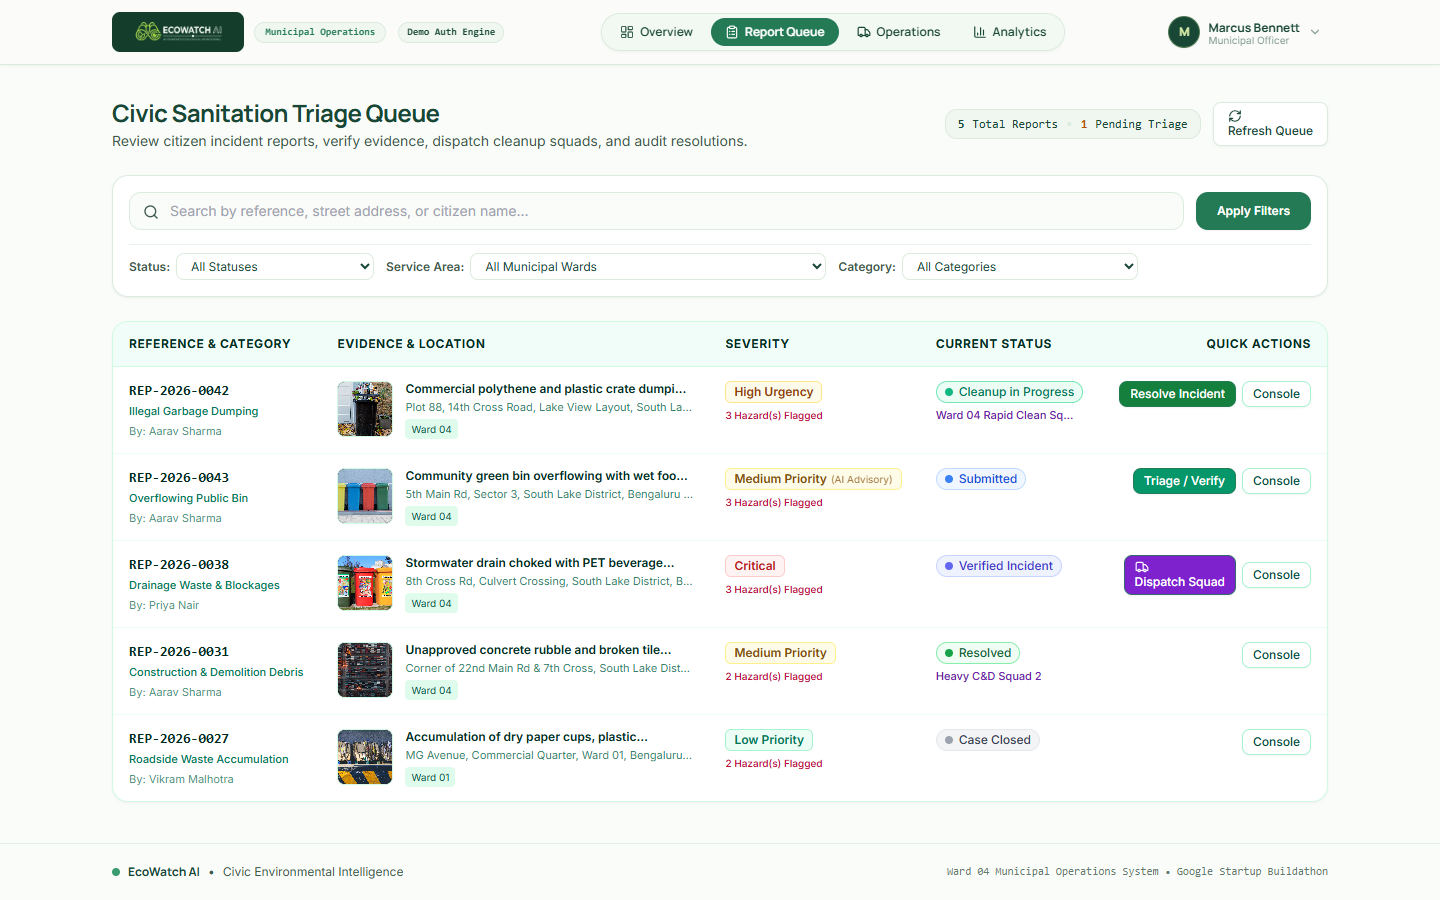 ECOWATCH AI
Municipal Operations
Demo Auth Engine
Overview
Report Queue
Operations
Analytics
M
Marcus Bennett
Municipal Officer
Civic Sanitation Triage Queue
Review citizen incident reports, verify evidence, dispatch cleanup squads, and audit resolutions.
5 Total Reports • 1 Pending Triage
Refresh Queue
Search by reference, street address, or citizen name...
Apply Filters
Status: All Statuses
Service Area: All Municipal Wards
Category: All Categories
REFERENCE & CATEGORY
EVIDENCE & LOCATION
SEVERITY
CURRENT STATUS
QUICK ACTIONS
REP-2026-0042
Illegal Garbage Dumping
By: Aarav Sharma
Commercial polythene and plastic crate dumpi...
Plot 88, 14th Cross Road, Lake View Layout, South La...
Ward 04
High Urgency
3 Hazard(s) Flagged
Cleanup in Progress
Ward 04 Rapid Clean Sq...
Resolve Incident
Console
REP-2026-0043
Overflowing Public Bin
By: Aarav Sharma
Community green bin overflowing with wet foo...
5th Main Rd, Sector 3, South Lake District, Bengaluru ...
Ward 04
Medium Priority (AI Advisory)
3 Hazard(s) Flagged
Submitted
Triage / Verify
Console
REP-2026-0038
Drainage Waste & Blockages
By: Priya Nair
Stormwater drain choked with PET beverage...
8th Cross Rd, Culvert Crossing, South Lake District, B...
Ward 04
Critical
3 Hazard(s) Flagged
Verified Incident
Dispatch Squad
Console
REP-2026-0031
Construction & Demolition Debris
By: Aarav Sharma
Unapproved concrete rubble and broken tile...
Corner of 22nd Main Rd & 7th Cross, South Lake Dist...
Ward 04
Medium Priority
2 Hazard(s) Flagged
Resolved
Heavy C&D Squad 2
Console
REP-2026-0027
Roadside Waste Accumulation
By: Vikram Malhotra
Accumulation of dry paper cups, plastic...
MG Avenue, Commercial Quarter, Ward 01, Bengaluru...
Ward 01
Low Priority
2 Hazard(s) Flagged
Case Closed
Console
EcoWatch AI • Civic Environmental Intelligence
Ward 04 Municipal Operations System • Google Startup Buildathon